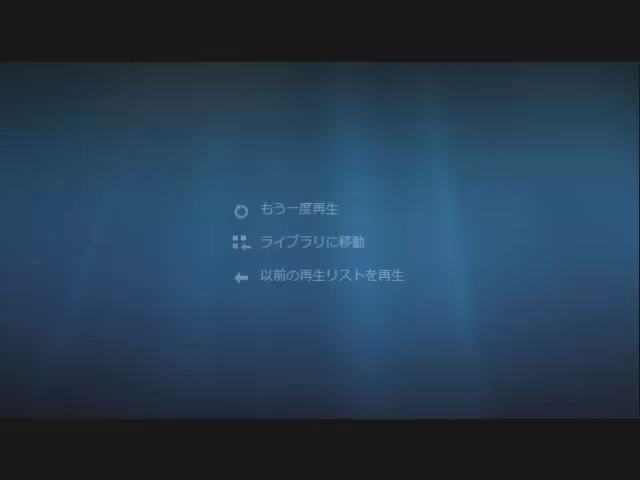 もう一度再生
ライブラリに移動
以前の再生リストを再生